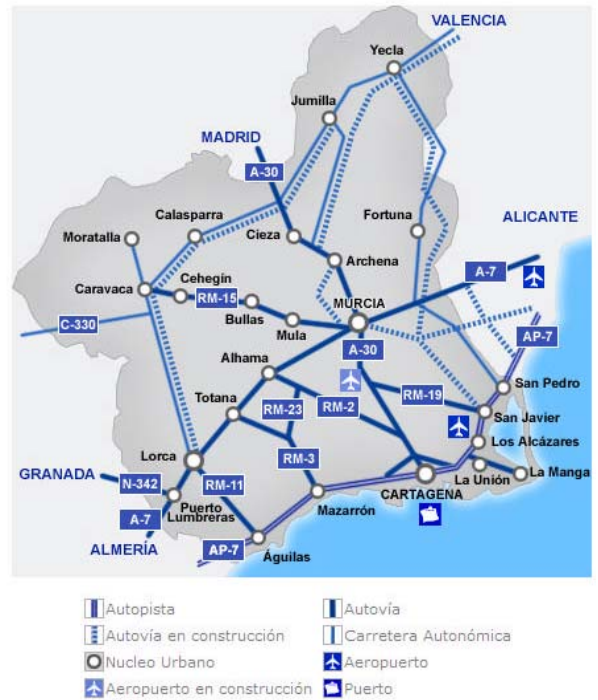 VALENCIA
Yecla
Jumilla
MADRID
A-30
Calasparra
Fortuna
ALICANTE
Moratalla
Cieza
Archena
A-7
Cehegín
Caravaca
RM-15
MURCIA
Bullas
C-330
Mula
AP-7
A-30
Alhama
San Pedro
Totana
RM-19
RM-23
RM-2
San Javier
Los Alcázares
Lorca
RM-3
GRANADA
N-342
RM-11
La Unión
La Manga
CARTAGENA
Puerto
Lumbreras
Mazarrón
A-7
ALMERÍA
AP-7
Águilas
Autopista
Autovía
Autovía en construcción
Carretera Autonómica
Nucleo Urbano
Aeropuerto
Aeropuerto en construcción
Puerto